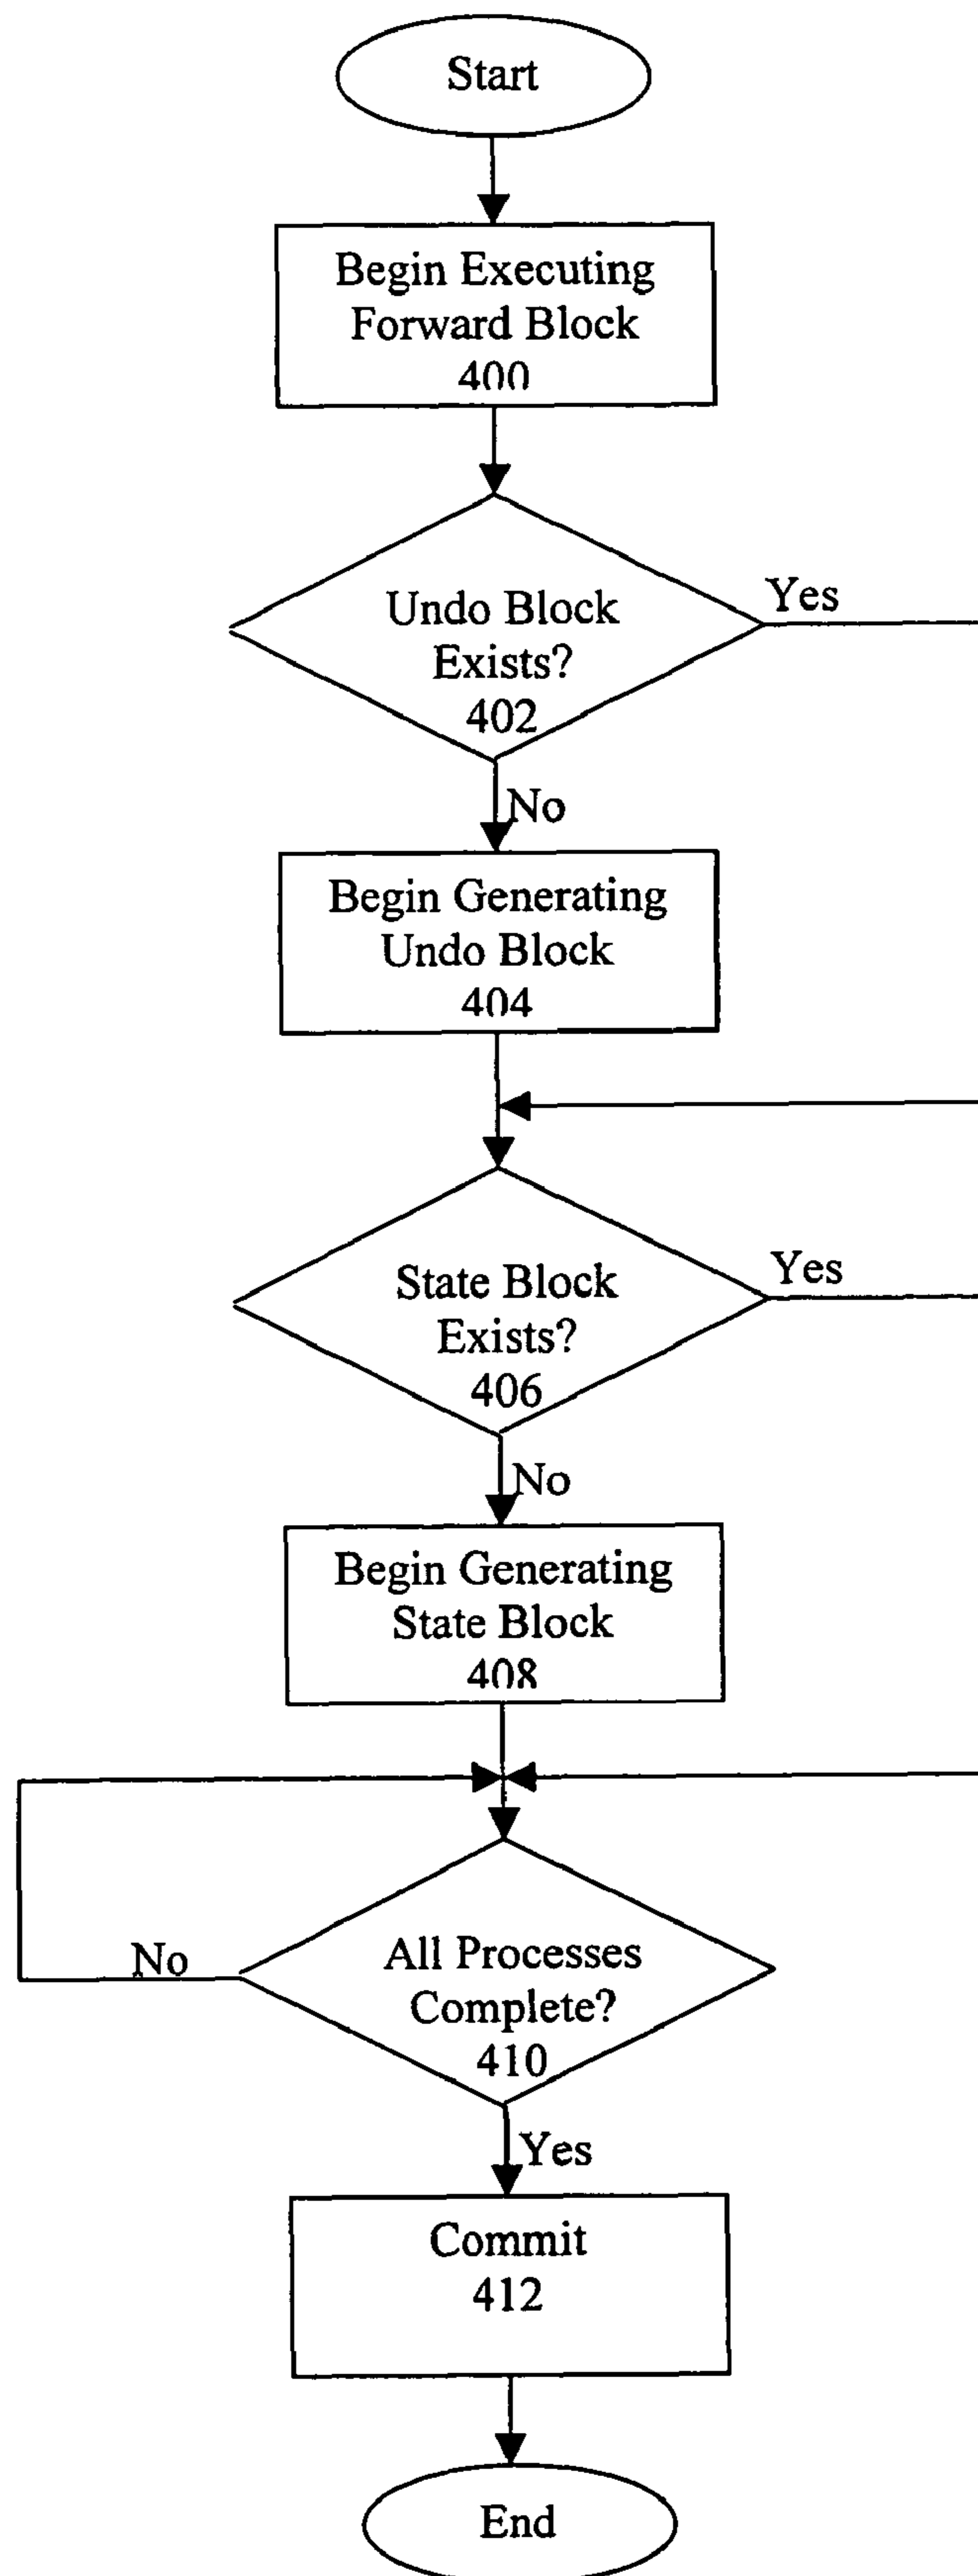 Start
Begin Executing
Forward Block
400
Undo Block
Exists?
402
Yes
No
Begin Generating
Undo Block
404
State Block
Exists?
406
Yes
No
Begin Generating
State Block
408
All Processes
Complete?
410
No
Yes
Commit
412
End